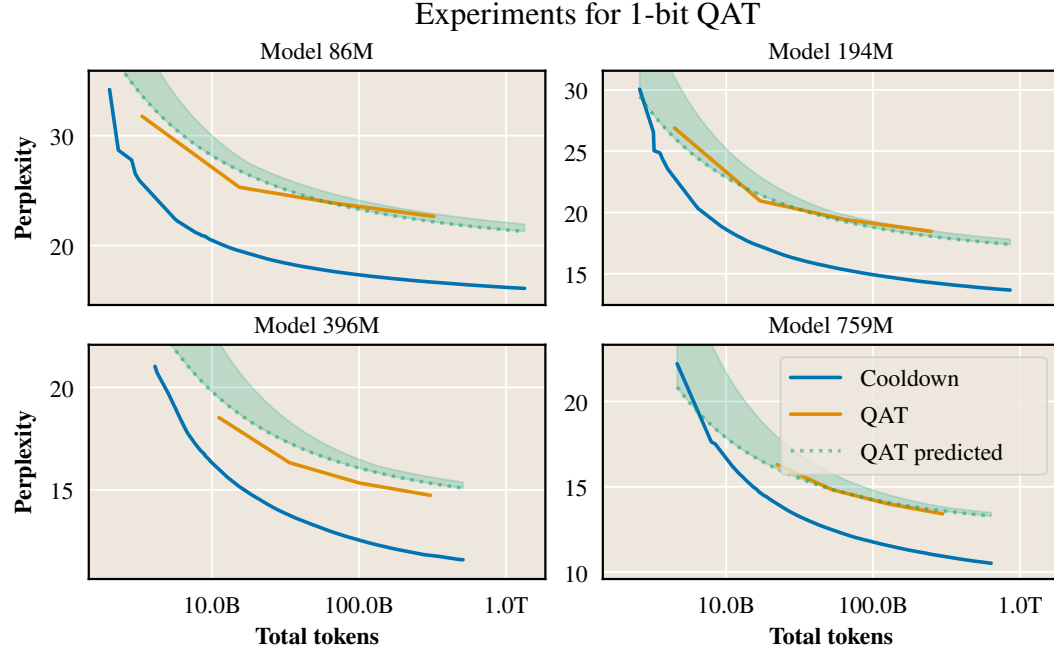 Experiments for 1-bit QAT
Model 86M
Model 194M
Perplexity
30
20
30
25
20
15
Model 396M
Model 759M
Perplexity
20
15
20
15
10
Cooldown
QAT
QAT predicted
10.0B
100.0B
1.0T
10.0B
100.0B
1.0T
Total tokens
Total tokens